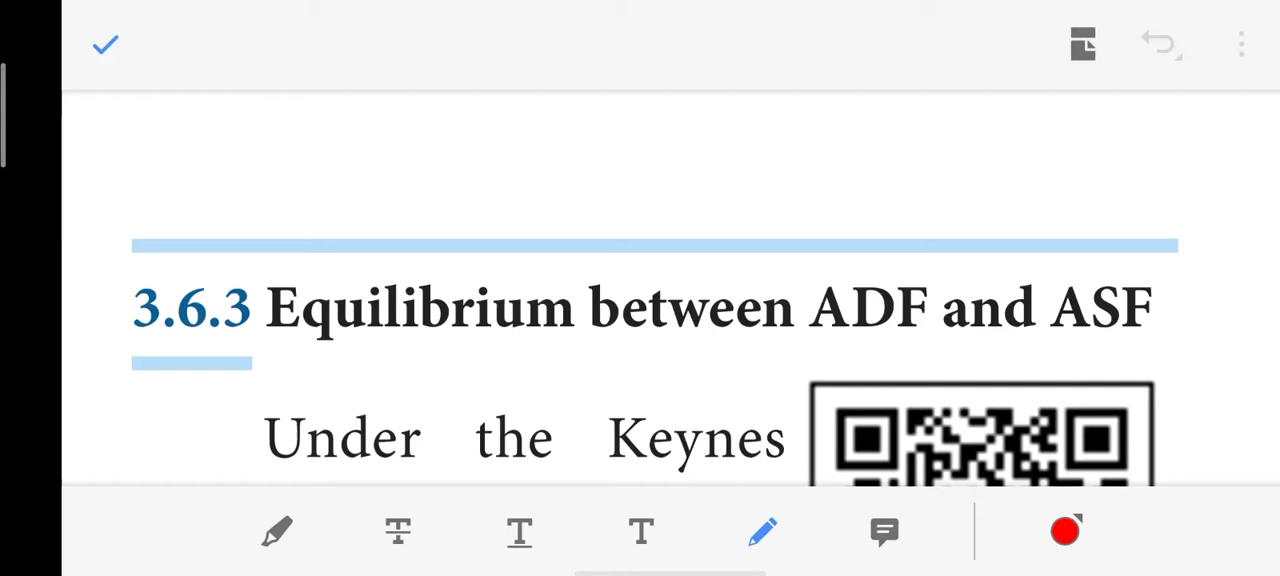 3.6.3 Equilibrium between ADF and ASF
Under the Keynes